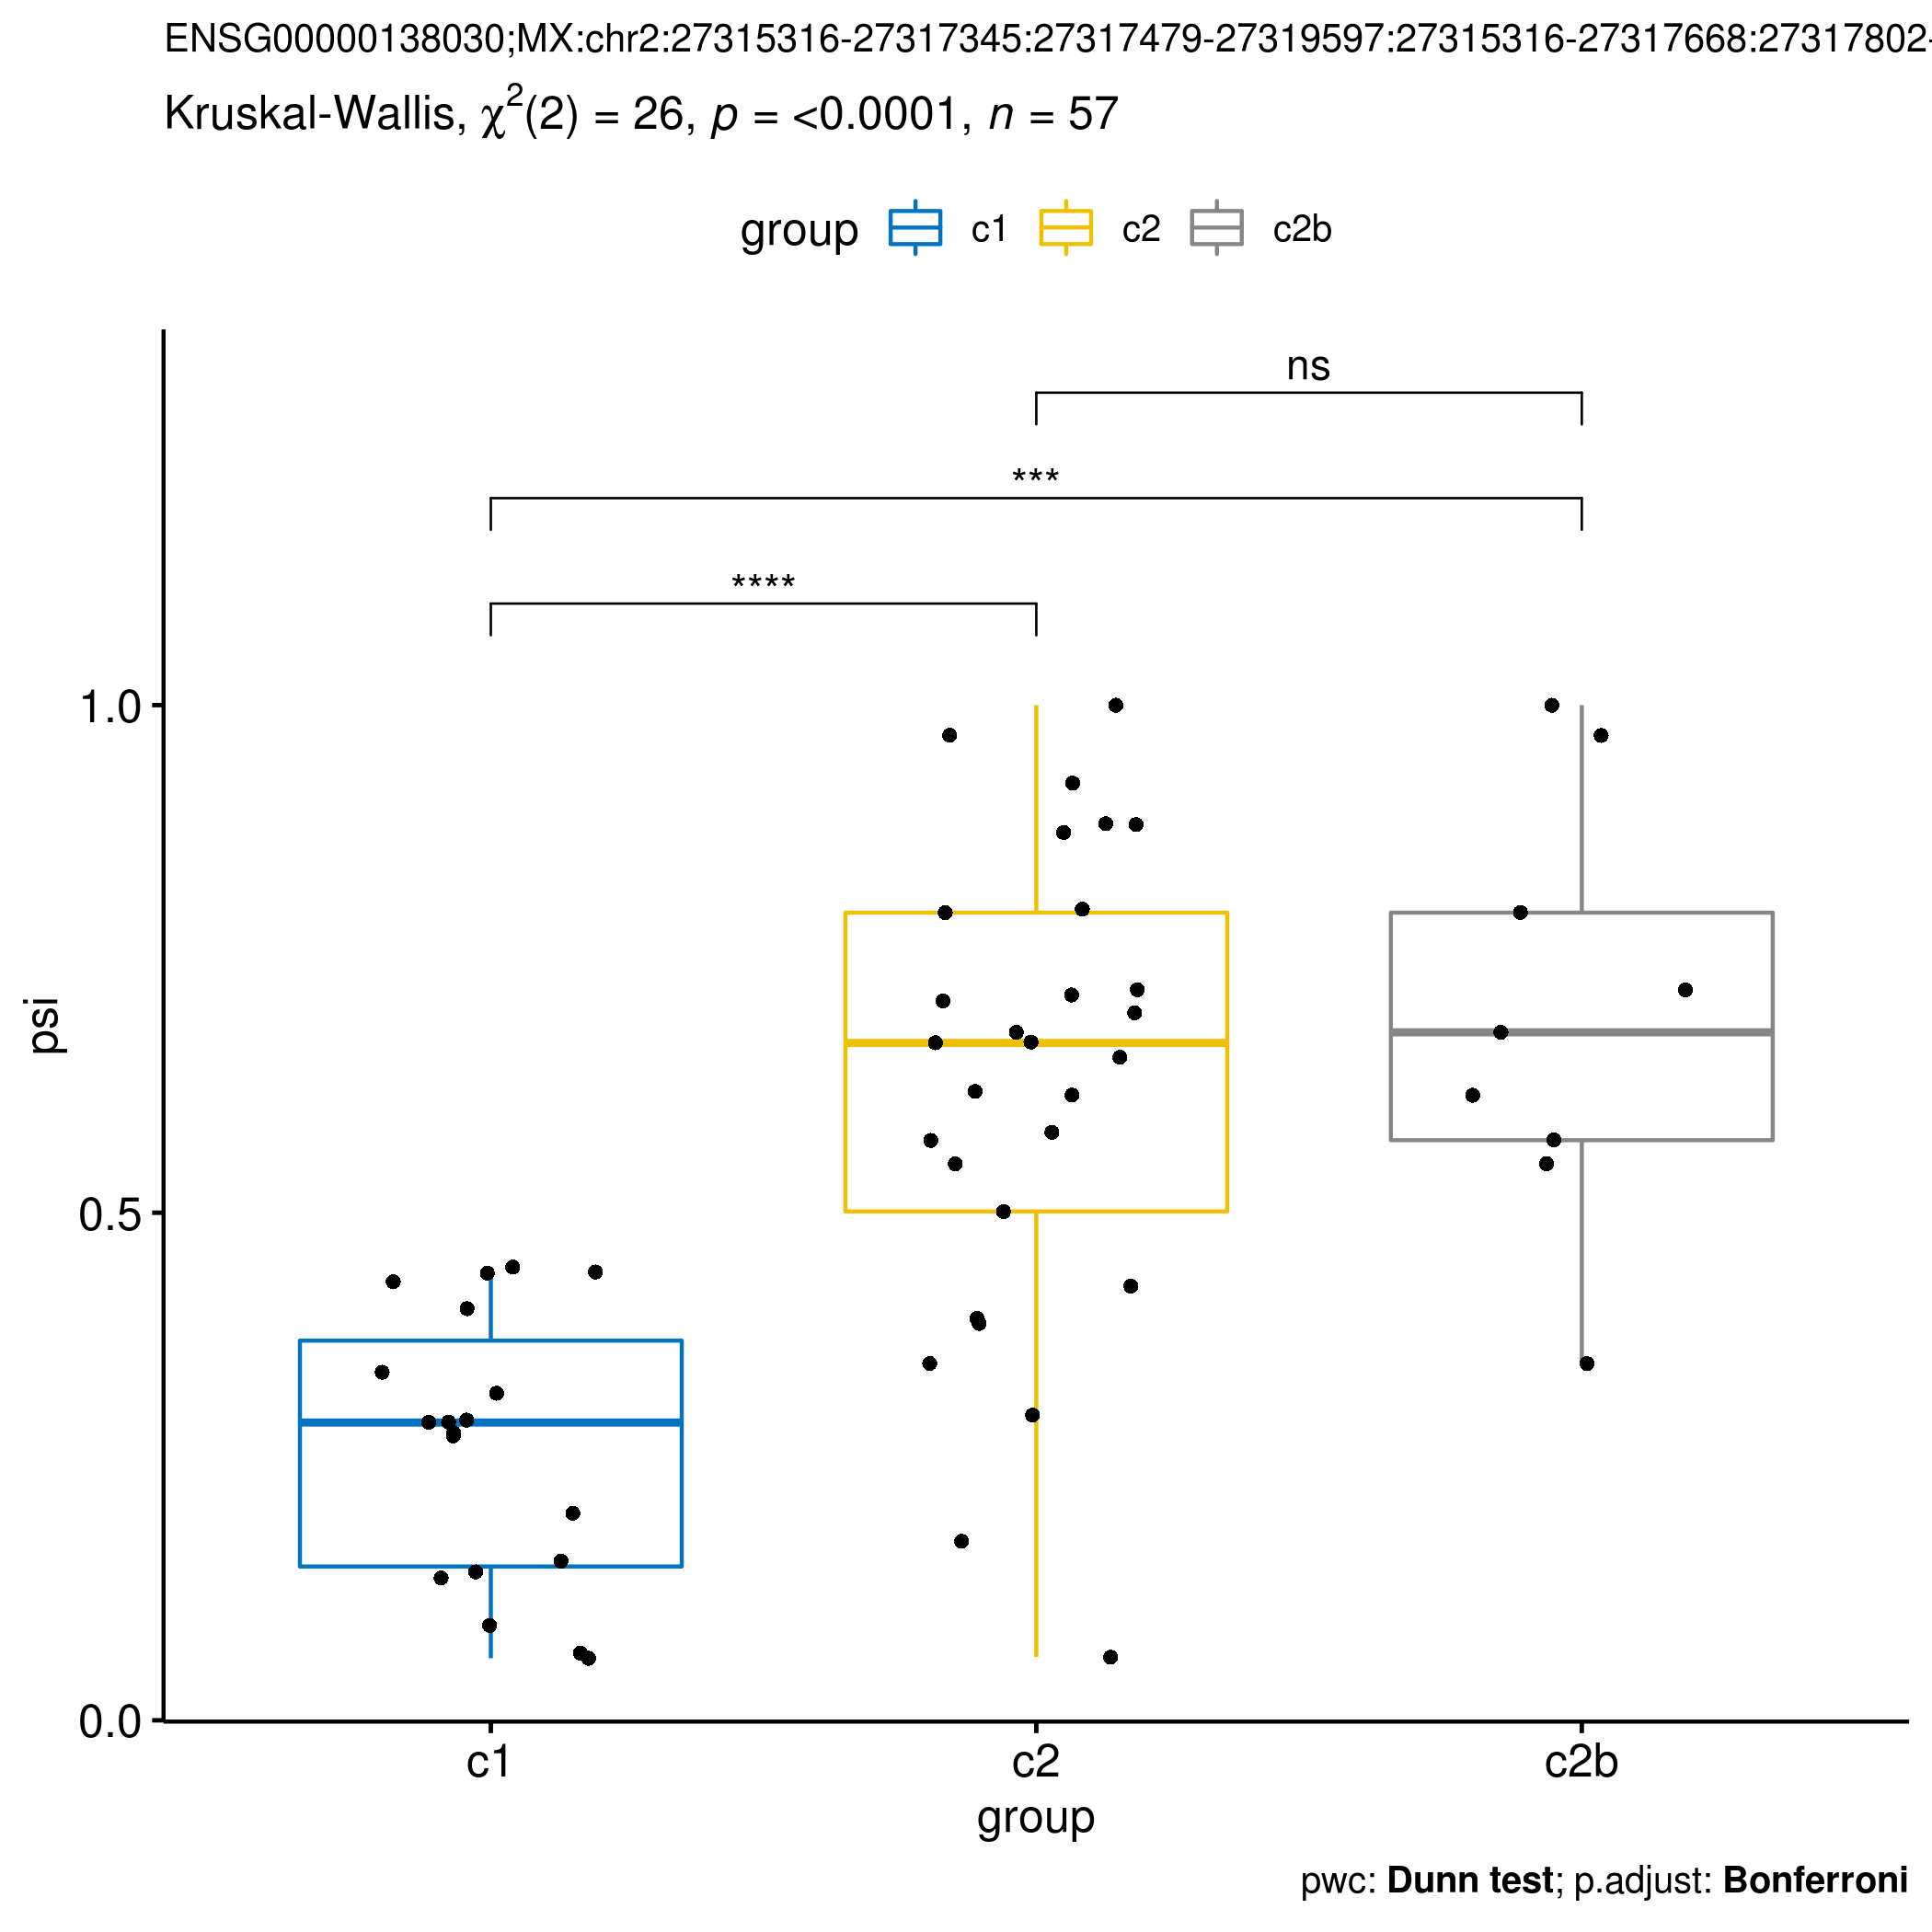 ENSG00000138030;MX:chr2:27315316-27317345:27317479-27319597:27315316-27317668:27317802-
Kruskal-Wallis, χ²(2) = 26, p = <0.0001, n = 57
group c1 c2 c2b
ns
***
****
1.0
0.5
0.0
psi
c1 c2 c2b
group
pwc: Dunn test; p.adjust: Bonferroni